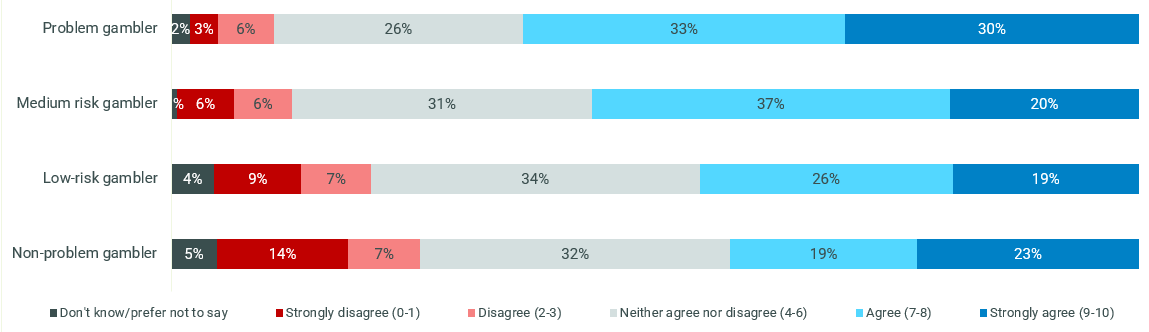 Problem gambler 2% 3% 6% 26% 33% 30%
Medium risk gambler % 6% 6% 31% 37% 20%
Low-risk gambler 4% 9% 7% 34% 26% 19%
Non-problem gambler 5% 14% 7% 32% 19% 23%
Don't know/prefer not to say Strongly disagree (0-1) Disagree (2-3) Neither agree nor disagree (4-6) Agree (7-8) Strongly agree (9-10)